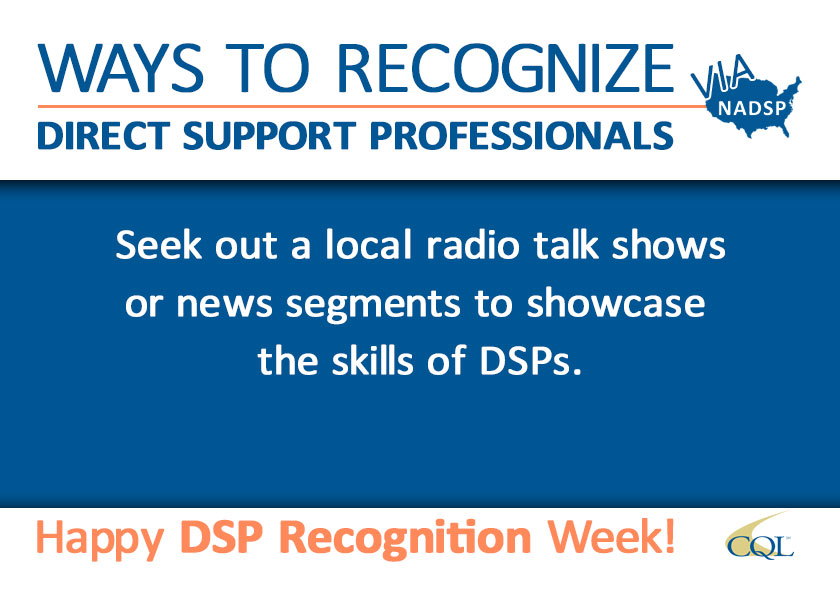 WAYS TO RECOGNIZE
VIA
NADSP
DIRECT SUPPORT PROFESSIONALS
Seek out a local radio talk shows
or news segments to showcase
the skills of DSPs.
Happy DSP Recognition Week!
CQL™